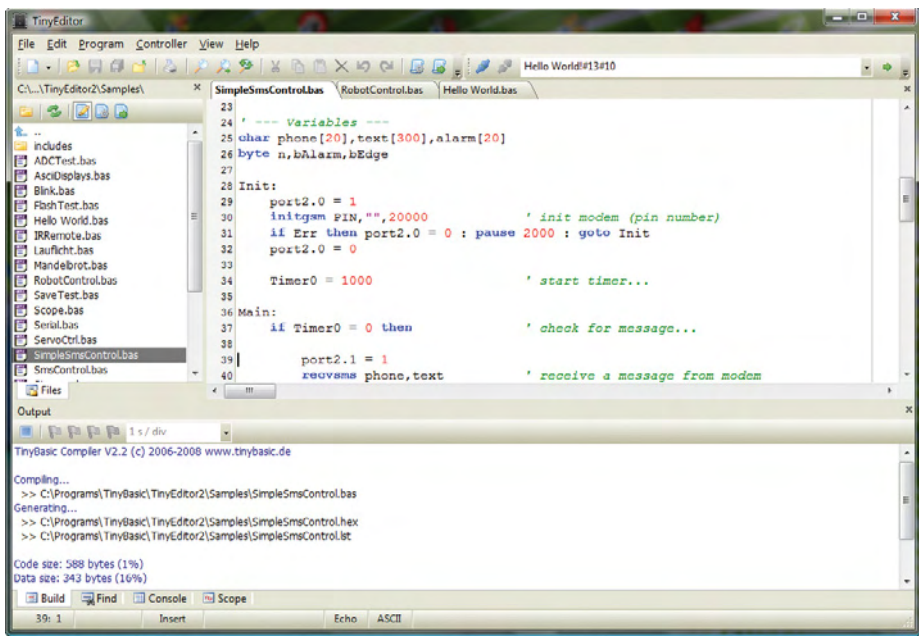 TinyEditor
File Edit Program Controller View Help
Hello World!#13#10
C:\...\TinyEditor2\Samples\
SimpleSmsControl.bas RobotControl.bas Hello World.bas
..
includes
ADCTest.bas
AsciDisplays.bas
Blink.bas
FlashTest.bas
Hello World.bas
IRRemote.bas
Lauflicht.bas
Mandelbrot.bas
RobotControl.bas
SaveTest.bas
Scope.bas
Serial.bas
ServoCtrl.bas
SimpleSmsControl.bas
SmsControl.bas
Files
23
24 ' --- Variables ---
25 char phone[20],text[300],alarm[20]
26 byte n,bAlarm,bEdge
27
28 Init:
29 port2.0 = 1
30 initgsm PIN,"",20000 ' init modem (pin number)
31 if Err then port2.0 = 0 : pause 2000 : goto Init
32 port2.0 = 0
33
34 Timer0 = 1000 ' start timer...
35
36 Main:
37 if Timer0 = 0 then ' check for message...
38
39 port2.1 = 1
40 recvsms phone,text ' receive a message from modem
Output
1 s / div
TinyBasic Compiler V2.2 (c) 2006-2008 www.tinybasic.de
Compiling...
>> C:\Programs\TinyBasic\TinyEditor2\Samples\SimpleSmsControl.bas
Generating...
>> C:\Programs\TinyBasic\TinyEditor2\Samples\SimpleSmsControl.hex
>> C:\Programs\TinyBasic\TinyEditor2\Samples\SimpleSmsControl.lst
Code size: 588 bytes (1%)
Data size: 343 bytes (16%)
Build Find Console Scope
39: 1 Insert Echo ASCII